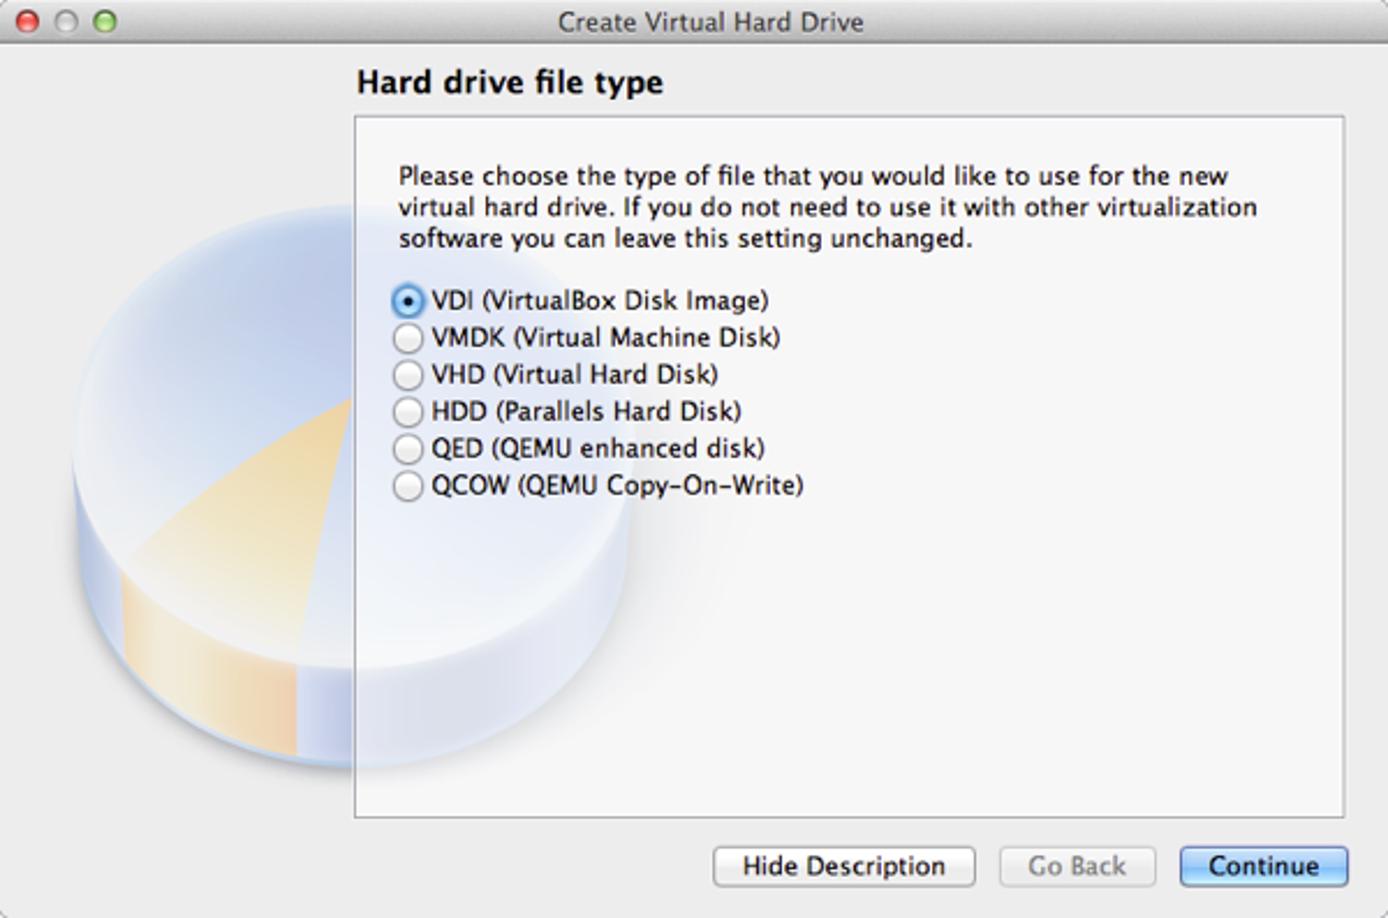 Create Virtual Hard Drive
Hard drive file type
Please choose the type of file that you would like to use for the new
virtual hard drive. If you do not need to use it with other virtualization
software you can leave this setting unchanged.
VDI (VirtualBox Disk Image)
VMDK (Virtual Machine Disk)
VHD (Virtual Hard Disk)
HDD (Parallels Hard Disk)
QED (QEMU enhanced disk)
QCOW (QEMU Copy-On-Write)
Hide Description
Go Back
Continue